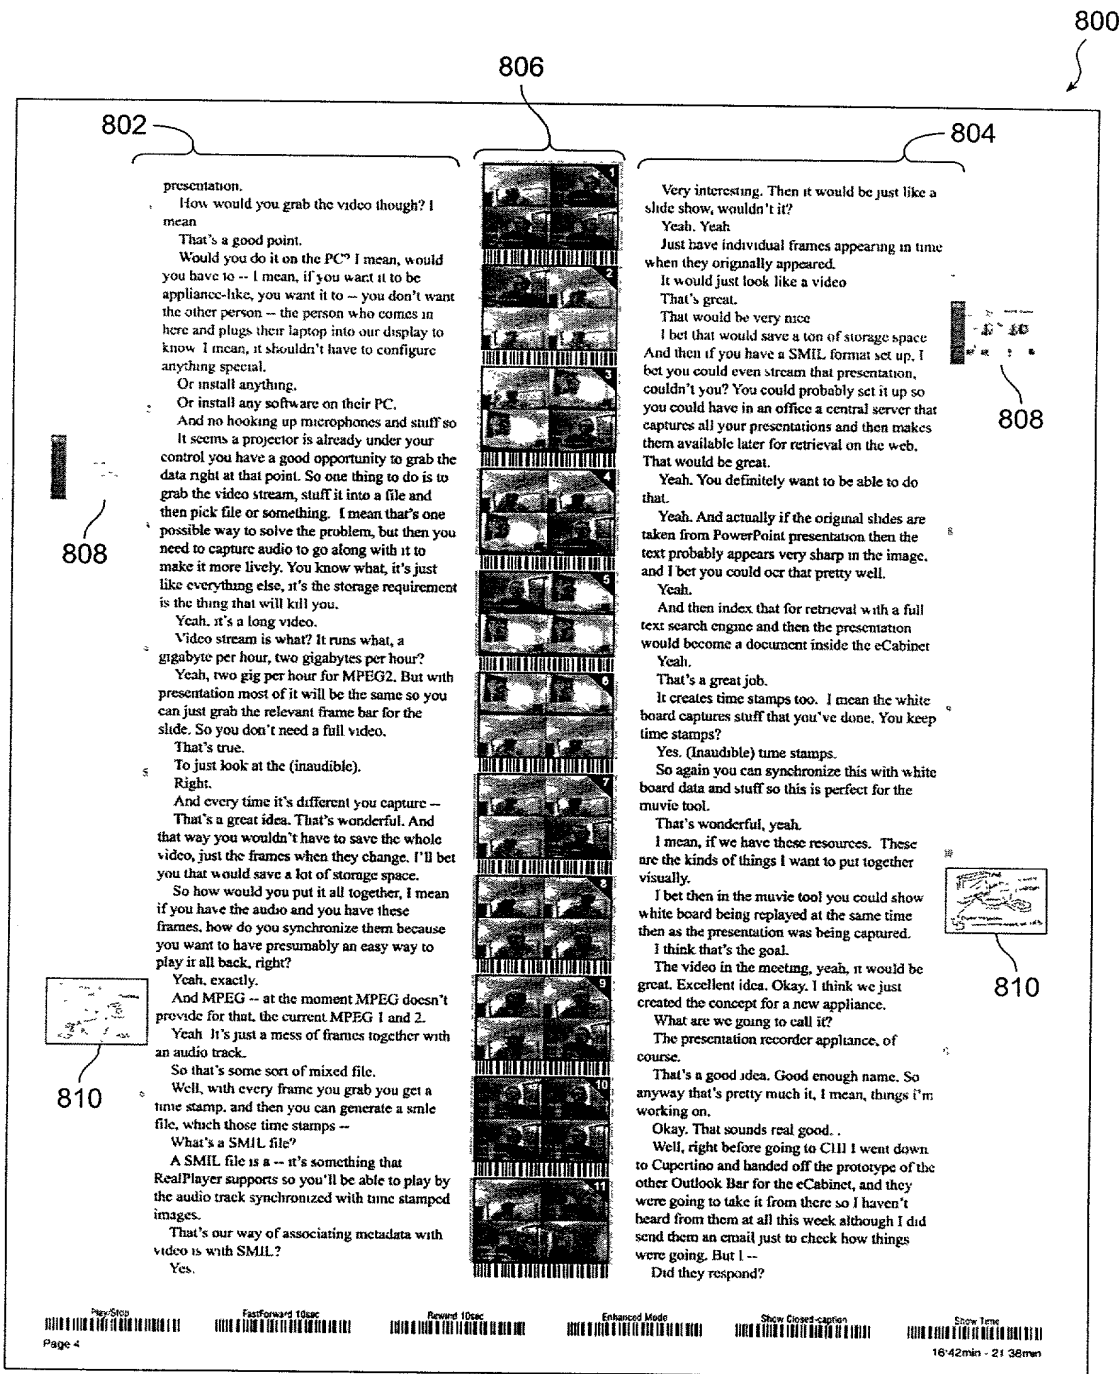 800
806
802
804
presentation.
How would you grab the video though? I
mean
That's a good point.
Would you do it on the PC? I mean, would
you have to -- I mean, if you want it to be
appliance-like, you want it to -- you don't want
the other person -- the person who comes in
here and plugs their laptop into our display to
know I mean, it shouldn't have to configure
anything special.
Or install anything.
Or install any software on their PC.
And no hooking up microphones and stuff so
It seems a projector is already under your
control you have a good opportunity to grab the
data right at that point. So one thing to do is to
grab the video stream, stuff it into a file and
then pick file or something. I mean that's one
possible way to solve the problem, but then you
need to capture audio to go along with it to
make it more lively. You know what, it's just
like everything else, it's the storage requirement
is the thing that will kill you.
Yeah, it's a long video.
Video stream is what? It runs what, a
gigabyte per hour, two gigabytes per hour?
Yeah, two gig per hour for MPEG2. But with
presentation most of it will be the same so you
can just grab the relevant frame bar for the
slide. So you don't need a full video.
That's true.
To just look at the (inaudible).
Right.
And every time it's different you capture --
That's a great idea. That's wonderful. And
that way you wouldn't have to save the whole
video, just the frames when they change. I'll bet
you that would save a lot of storage space.
So how would you put it all together, I mean
if you have the audio and you have these
frames, how do you synchronize them because
you want to have presumably an easy way to
play it all back, right?
Yeah, exactly.
And MPEG -- at the moment MPEG doesn't
provide for that, the current MPEG 1 and 2.
Yeah It's just a mess of frames together with
an audio track.
So that's some sort of mixed file.
Well, with every frame you grab you get a
time stamp, and then you can generate a smle
file, which those time stamps --
What's a SMIL file?
A SMIL file is a -- it's something that
RealPlayer supports so you'll be able to play by
the audio track synchronized with time stamped
images.
That's our way of associating metadata with
video is with SMIL?
Yes.
808
810
1
2
3
4
5
6
7
8
9
10
11
Very interesting. Then it would be just like a
slide show, wouldn't it?
Yeah. Yeah
Just have individual frames appearing in time
when they originally appeared.
It would just look like a video
That's great.
That would be very nice
I bet that would save a ton of storage space
And then if you have a SMIL format set up, I
bet you could even stream that presentation,
couldn't you? You could probably set it up so
you could have in an office a central server that
captures all your presentations and then makes
them available later for retrieval on the web.
That would be great.
Yeah. You definitely want to be able to do
that.
Yeah. And actually if the original slides are
taken from PowerPoint presentation then the
text probably appears very sharp in the image,
and I bet you could ocr that pretty well.
Yeah.
And then index that for retrieval with a full
text search engine and then the presentation
would become a document inside the eCabinet
Yeah.
That's a great job.
It creates time stamps too. I mean the white
board captures stuff that you've done. You keep
time stamps?
Yes. (Inaudible) time stamps.
So again you can synchronize this with white
board data and stuff so this is perfect for the
muvie tool.
That's wonderful, yeah.
I mean, if we have these resources. These
are the kinds of things I want to put together
visually.
I bet then in the muvie tool you could show
white board being replayed at the same time
then as the presentation was being captured.
I think that's the goal.
The video in the meeting, yeah, it would be
great. Excellent idea. Okay. I think we just
created the concept for a new appliance.
What are we going to call it?
The presentation recorder appliance, of
course.
That's a good idea. Good enough name. So
anyway that's pretty much it, I mean, things i'm
working on.
Okay. That sounds real good. .
Well, right before going to I went down
to Cupertino and handed off the prototype of the
other Outlook Bar for the eCabinet, and they
were going to take it from there so I haven't
heard from them at all this week although I did
send them an email just to check how things
were going. But I --
Did they respond?
808
810
Play/Stop
FastForward 10sec
Rewind 10sec
Enhanced Mode
Show Closed-caption
Show Time
Page 4
16:42min - 21:38min